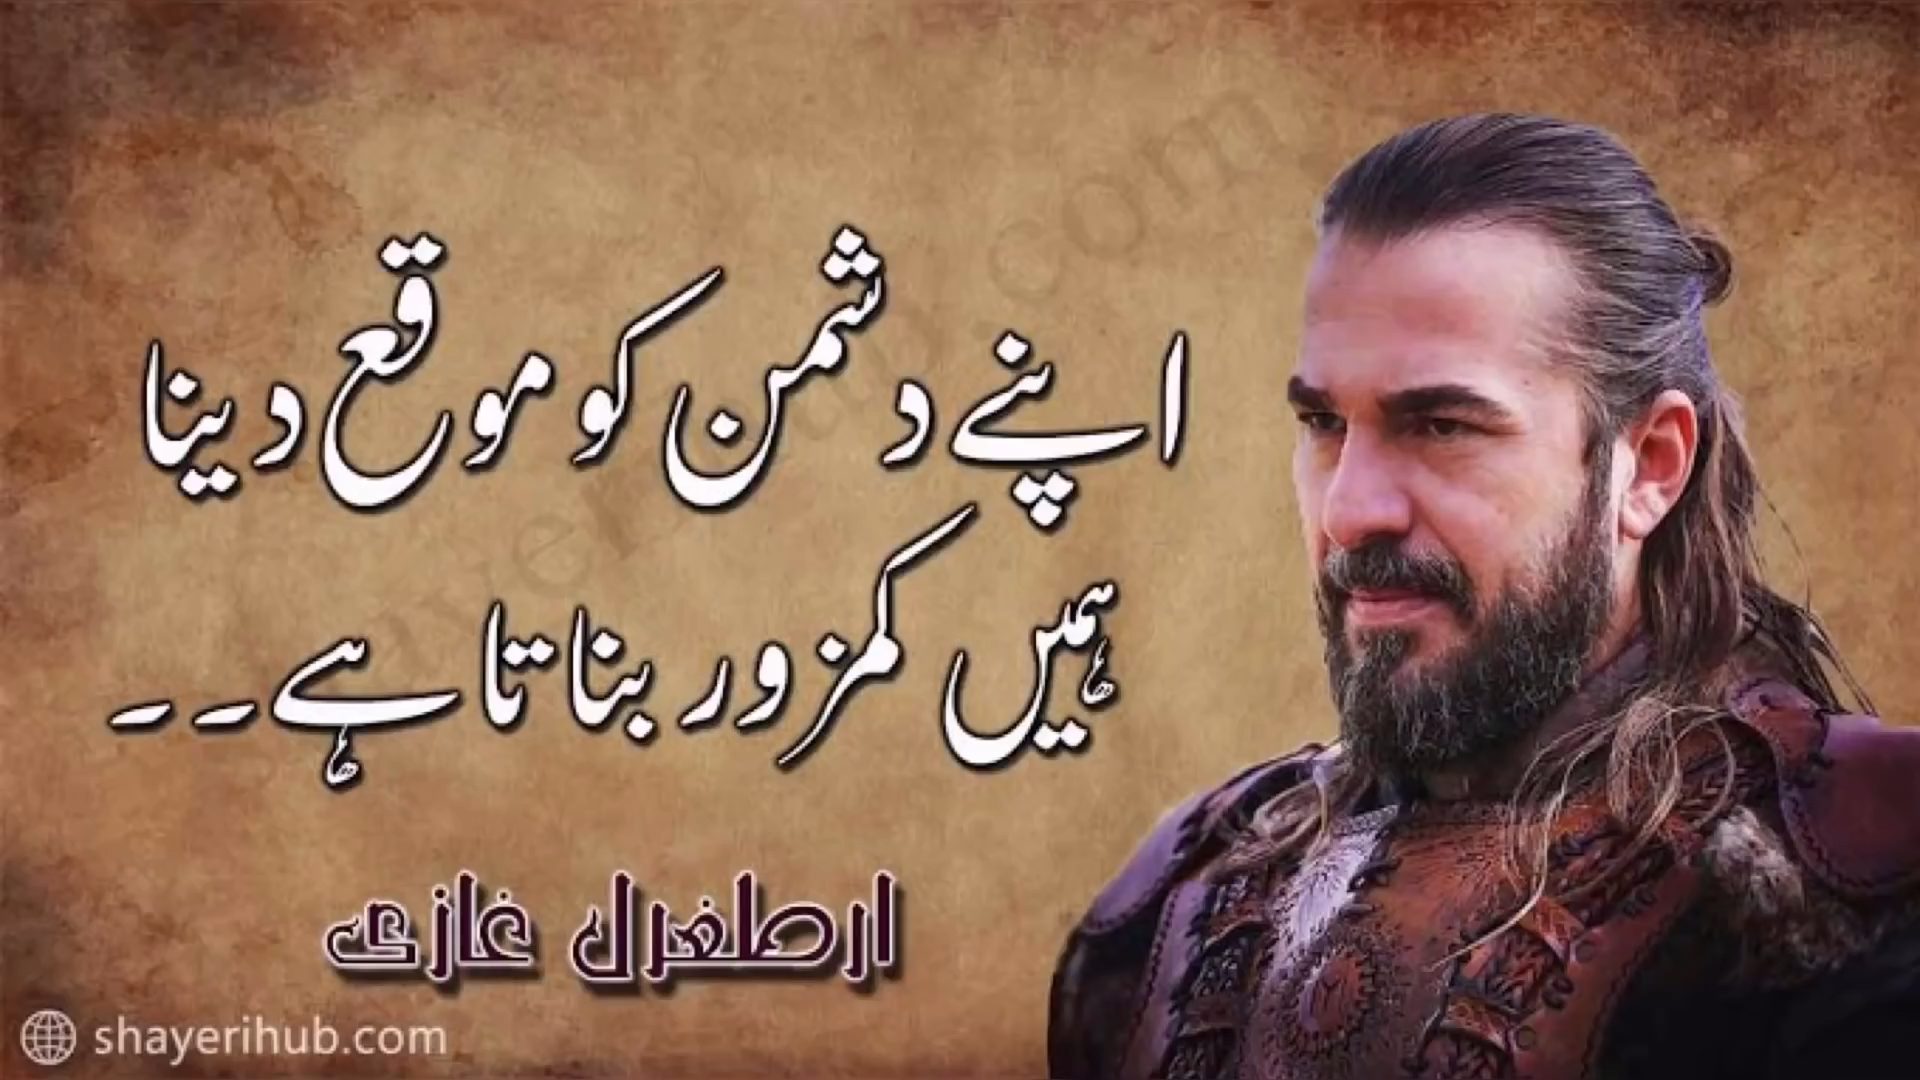 اپنے دشمن کو موقع دینا
ہمیں کمزور بناتا ہے۔۔
ارطغرل غازی
shayerihub.com